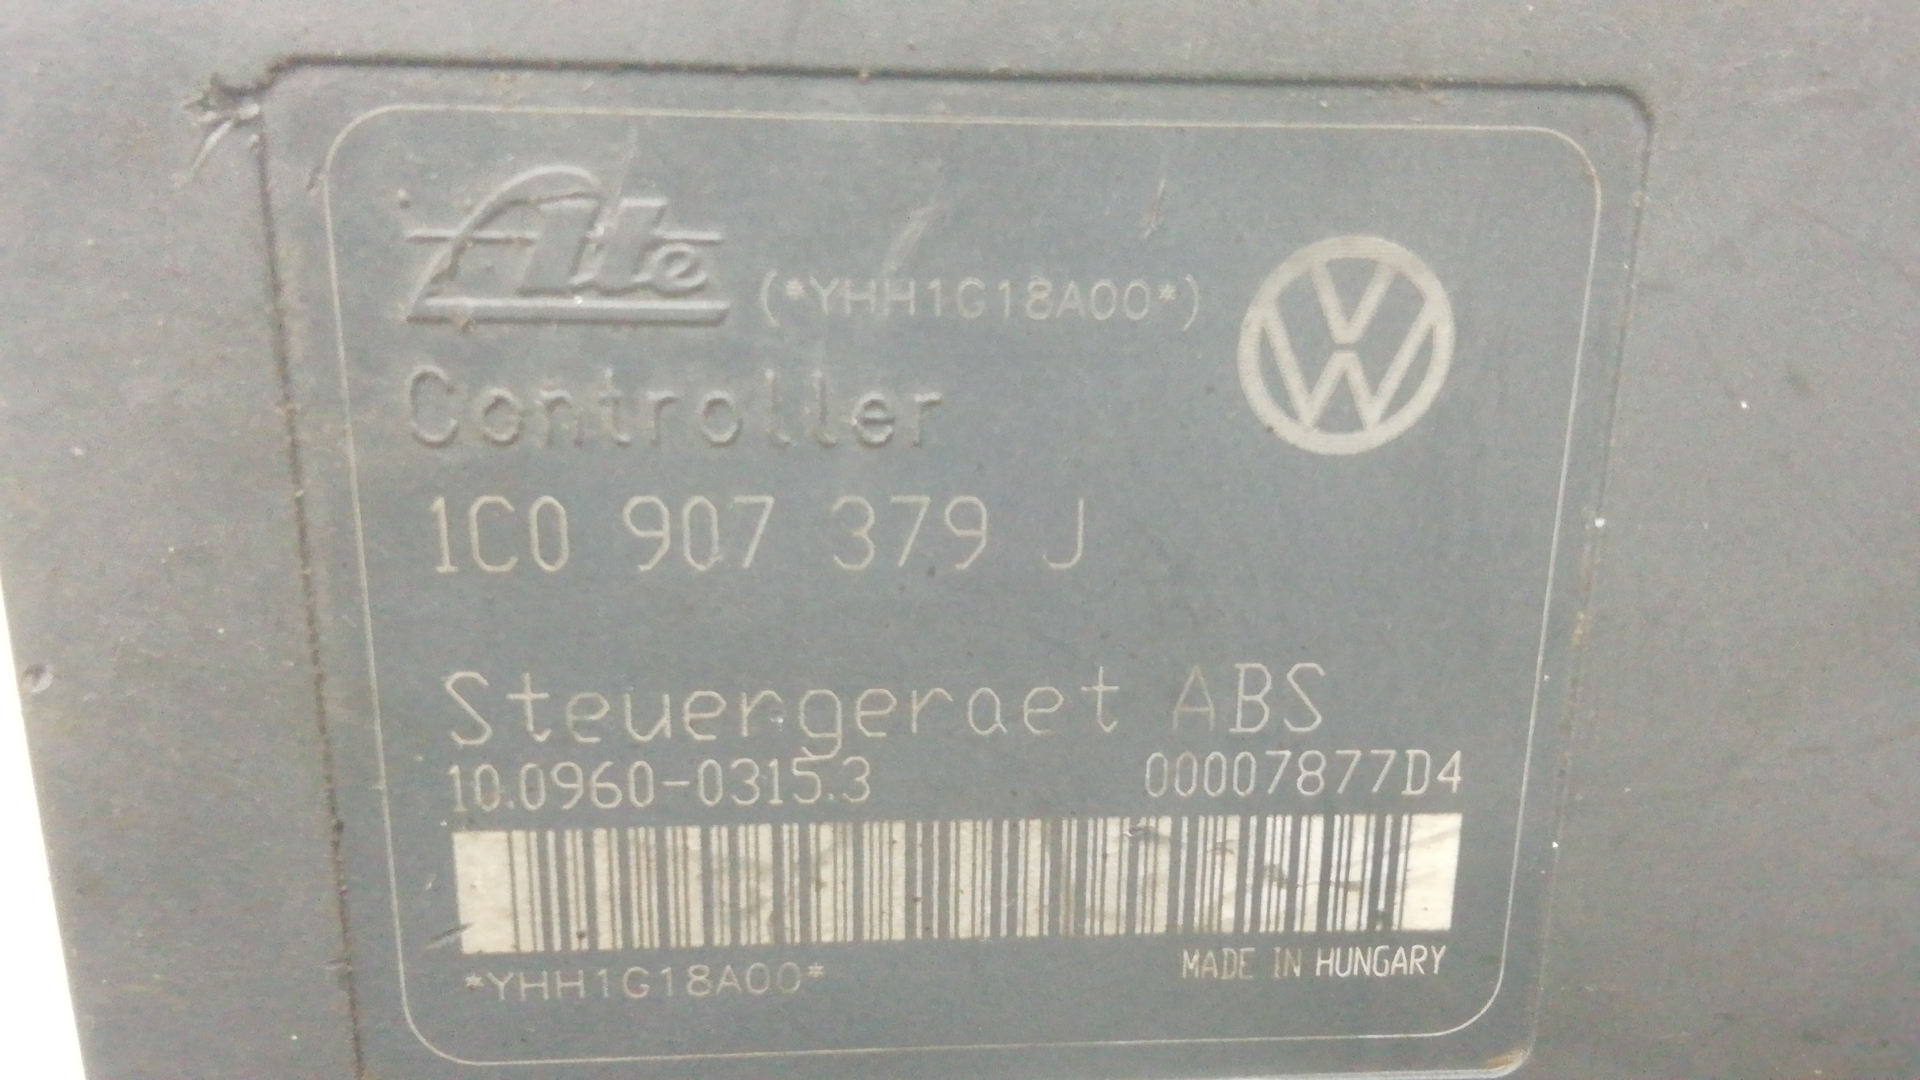 Ate (*YHH1G18A00*)
Controller
1C0 907 379 J
Steuergeraet ABS
10.0960-0315.3 00007877D4
*YHH1G18A00* MADE IN HUNGARY